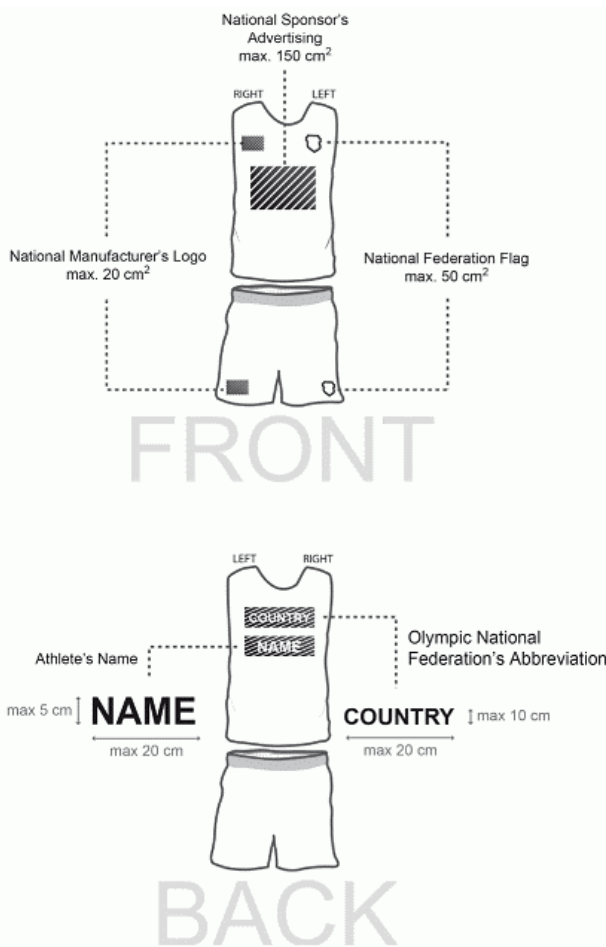 National Sponsor's
Advertising
max. 150 cm²
RIGHT
LEFT
National Manufacturer's Logo
max. 20 cm²
National Federation Flag
max. 50 cm²
FRONT
LEFT
RIGHT
COUNTRY
NAME
Athlete's Name
Olympic National
Federation's Abbreviation
max 5 cm
NAME
max 20 cm
COUNTRY
max 10 cm
max 20 cm
BACK